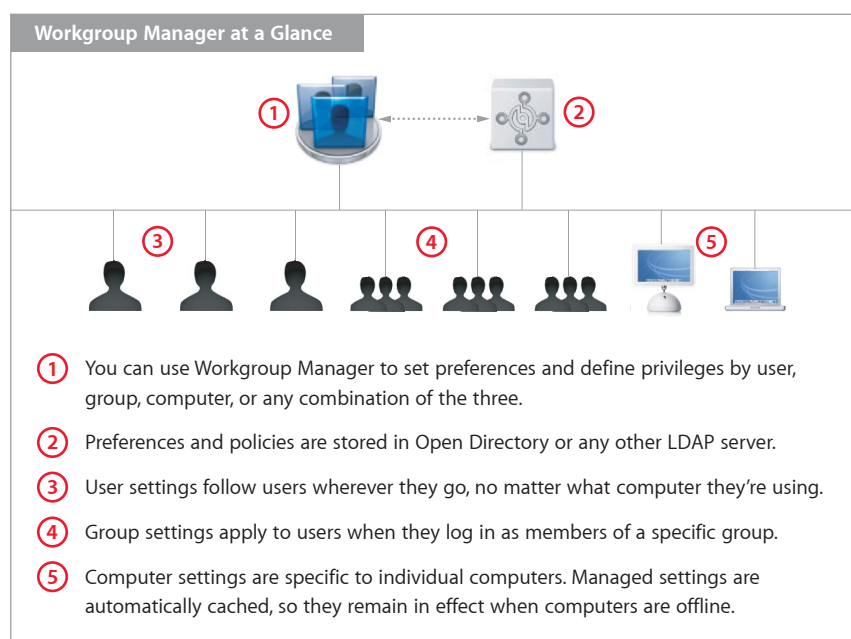 Workgroup Manager at a Glance
1
2
3
4
5
1 You can use Workgroup Manager to set preferences and define privileges by user,
group, computer, or any combination of the three.
2 Preferences and policies are stored in Open Directory or any other LDAP server.
3 User settings follow users wherever they go, no matter what computer they're using.
4 Group settings apply to users when they log in as members of a specific group.
5 Computer settings are specific to individual computers. Managed settings are
automatically cached, so they remain in effect when computers are offline.